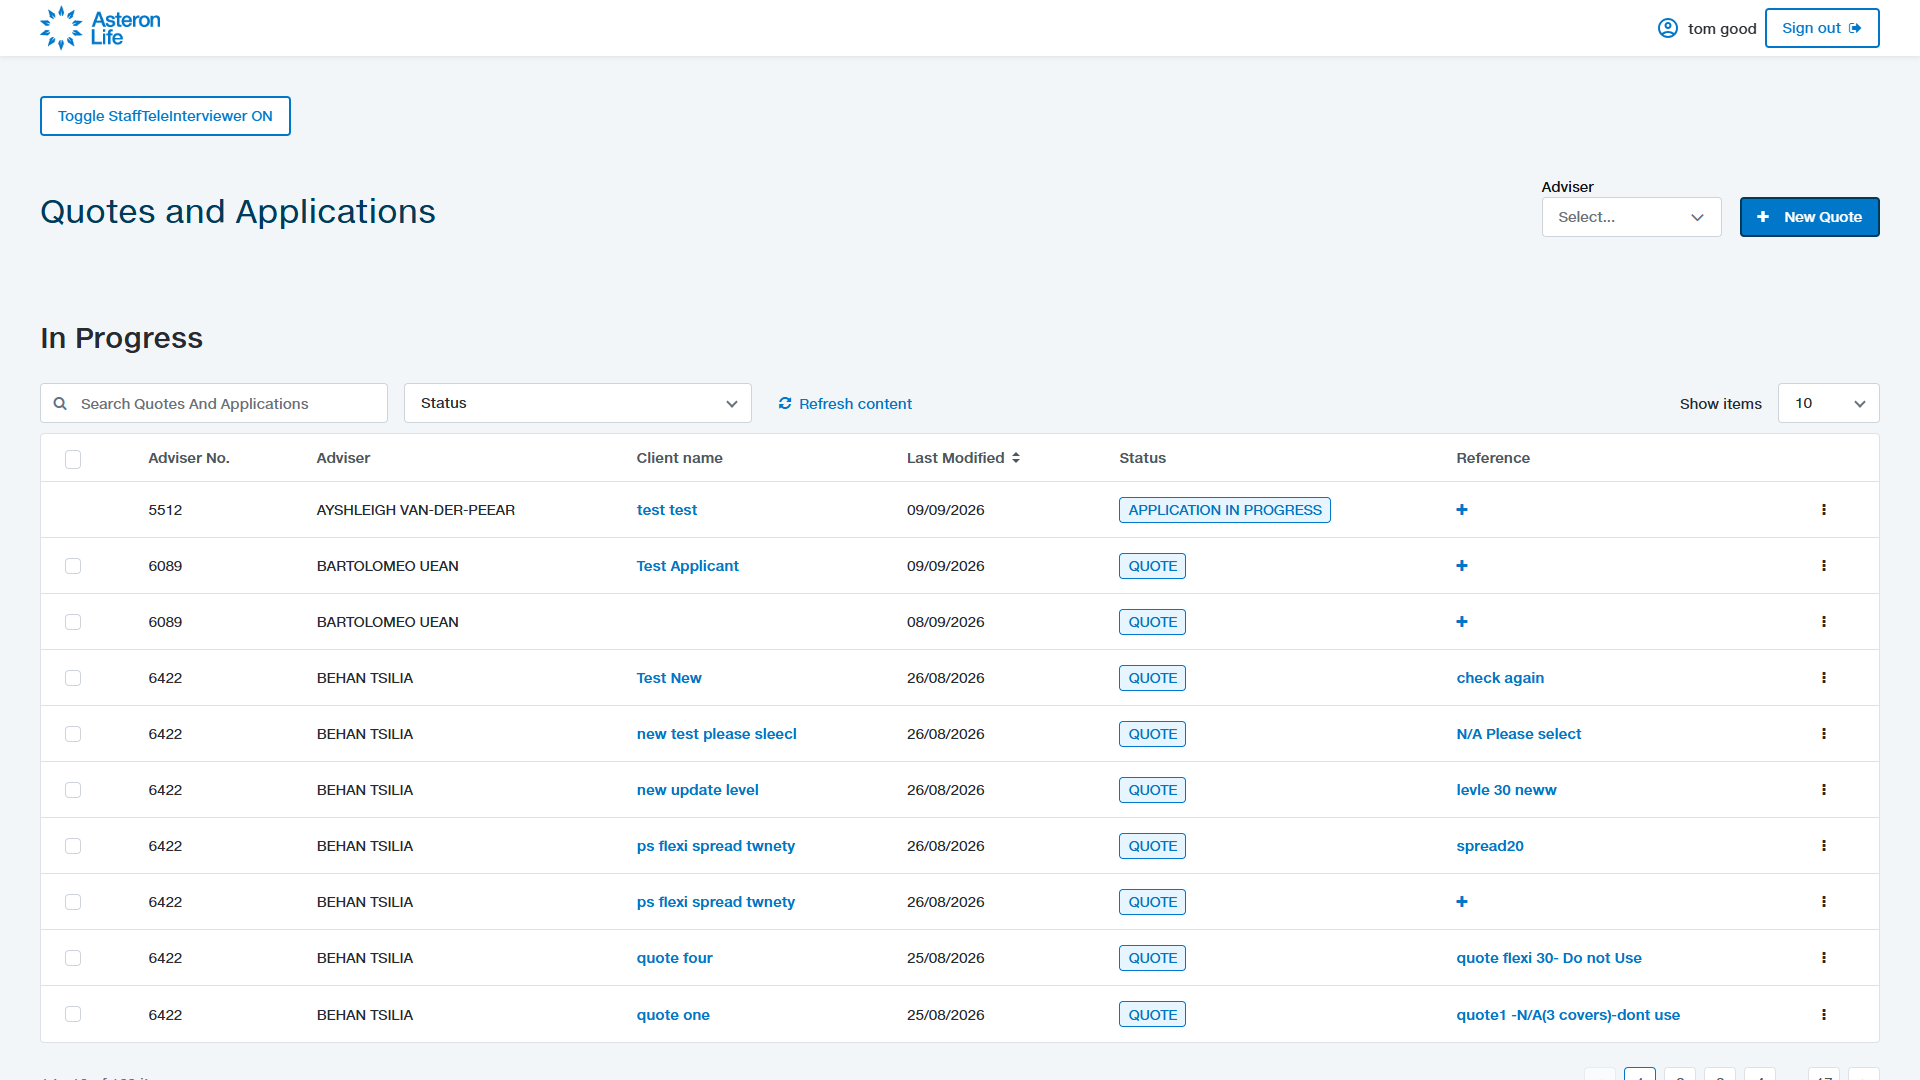 Asteron
Life
tom good
Sign out
Toggle StaffTeleInterviewer ON
Quotes and Applications
Adviser
Select...
New Quote
In Progress
Search Quotes And Applications
Status
Refresh content
Show items
10
Adviser No. Adviser Client name Last Modified Status Reference
5512 AYSHLEIGH VAN-DER-PEEAR test test 09/09/2026 APPLICATION IN PROGRESS
6089 BARTOLOMEO UEAN Test Applicant 09/09/2026 QUOTE
6089 BARTOLOMEO UEAN 08/09/2026 QUOTE
6422 BEHAN TSILIA Test New 26/08/2026 QUOTE check again
6422 BEHAN TSILIA new test please sleecl 26/08/2026 QUOTE N/A Please select
6422 BEHAN TSILIA new update level 26/08/2026 QUOTE levle 30 neww
6422 BEHAN TSILIA ps flexi spread twnety 26/08/2026 QUOTE spread20
6422 BEHAN TSILIA ps flexi spread twnety 26/08/2026 QUOTE
6422 BEHAN TSILIA quote four 25/08/2026 QUOTE quote flexi 30- Do not Use
6422 BEHAN TSILIA quote one 25/08/2026 QUOTE quote1 -N/A(3 covers)-dont use